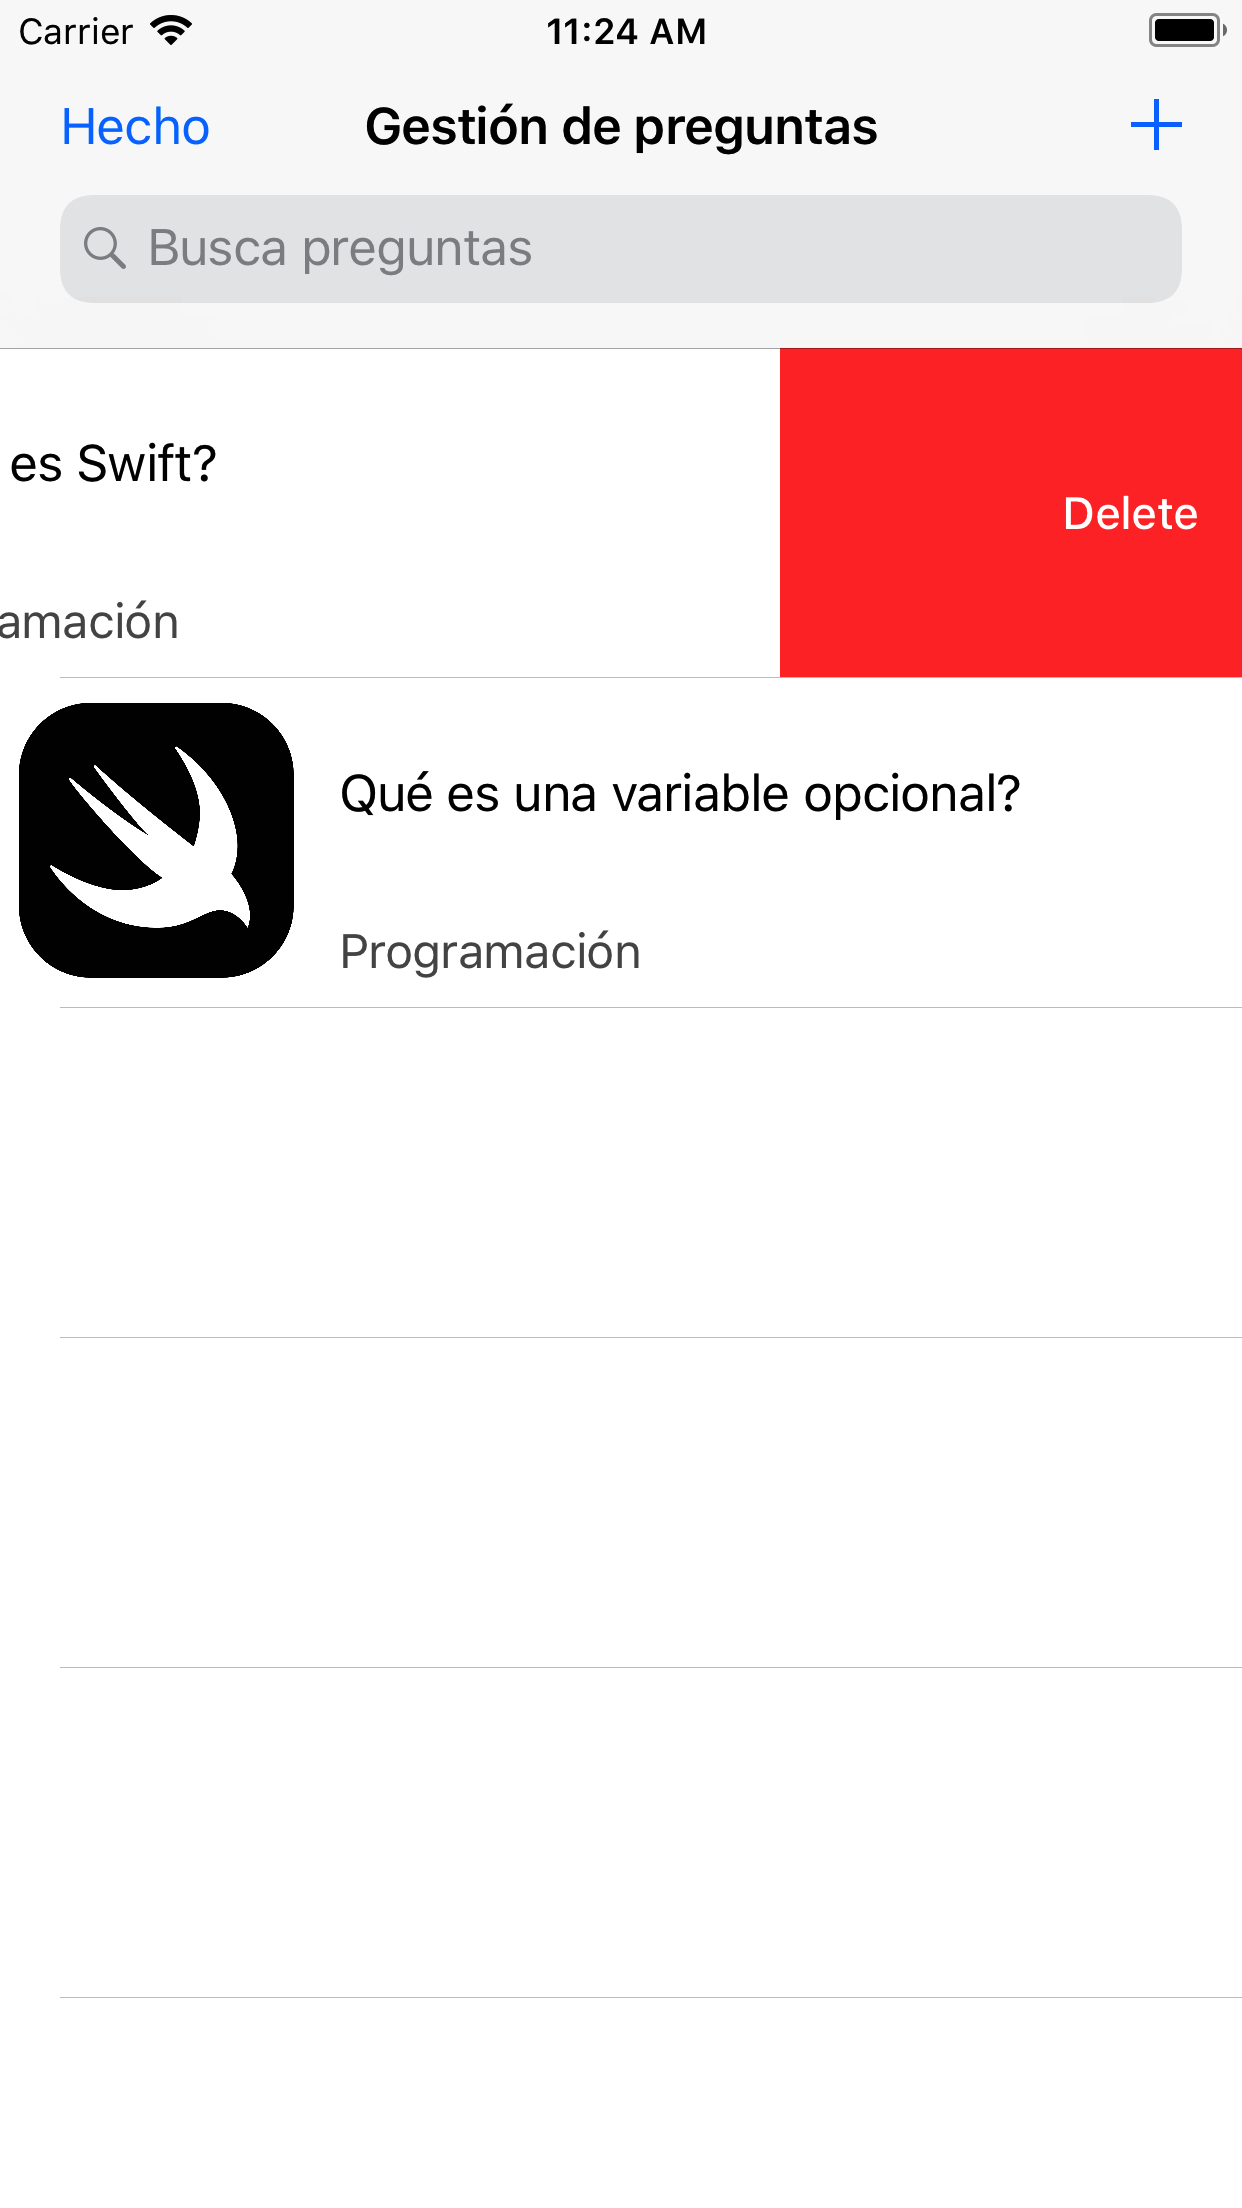 Carrier 11:24 AM
Hecho Gestión de preguntas +
Busca preguntas
es Swift?
Delete
amación
Qué es una variable opcional?
Programación